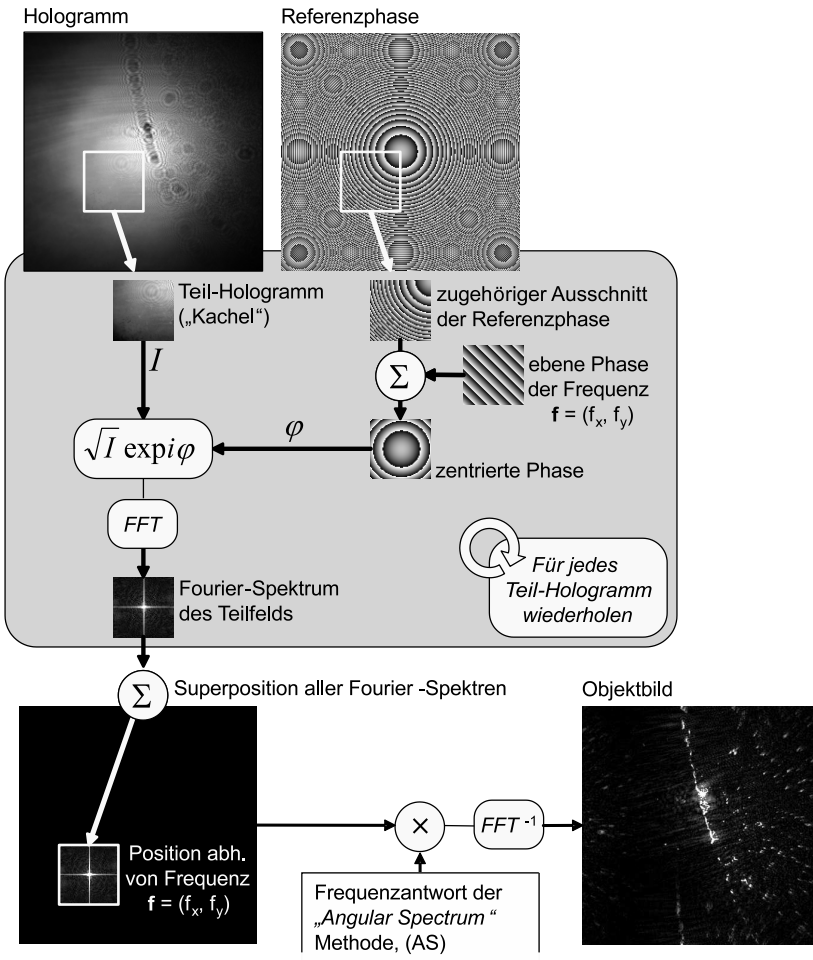 Hologramm
Referenzphase
Teil-Hologramm
(„Kachel“)
zugehöriger Ausschnitt
der Referenzphase
I
Σ
ebene Phase
der Frequenz
f = (fx, fy)
√I expiφ
φ
zentrierte Phase
FFT
Fourier-Spektrum
des Teilfelds
Für jedes
Teil-Hologramm
wiederholen
Σ
Superposition aller Fourier -Spektren
Objektbild
Position abh.
von Frequenz
f = (fx, fy)
×
FFT -1
Frequenzantwort der
„Angular Spectrum“
Methode, (AS)